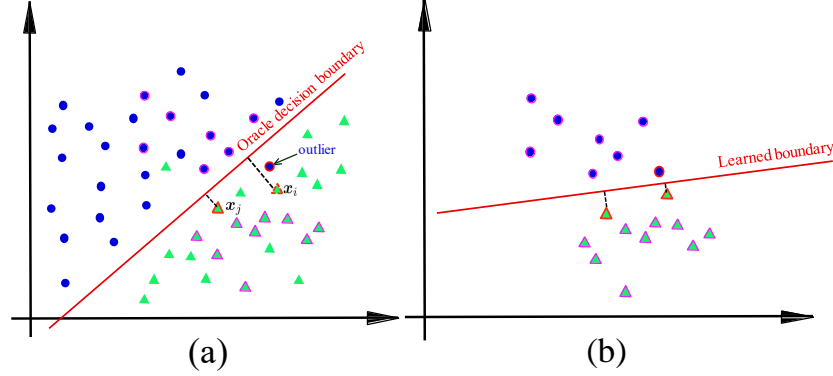 Oracle decision boundary
outlier
x_i
x_j
(a)
Learned boundary
(b)